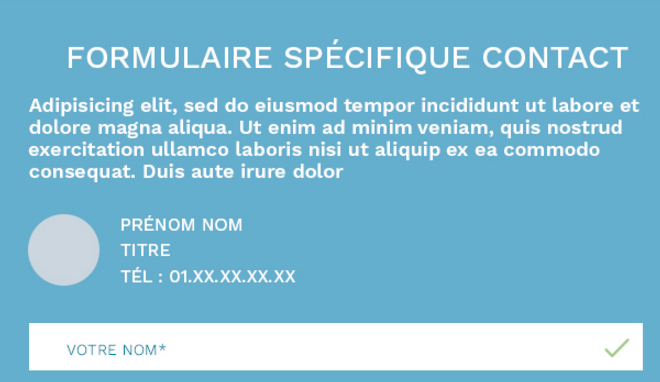 FORMULAIRE SPÉCIFIQUE CONTACT
Adipisicing elit, sed do eiusmod tempor incididunt ut labore et
dolore magna aliqua. Ut enim ad minim veniam, quis nostrud
exercitation ullamco laboris nisi ut aliquip ex ea commodo
consequat. Duis aute irure dolor
PRÉNOM NOM
TITRE
TÉL : 01.XX.XX.XX.XX
VOTRE NOM*